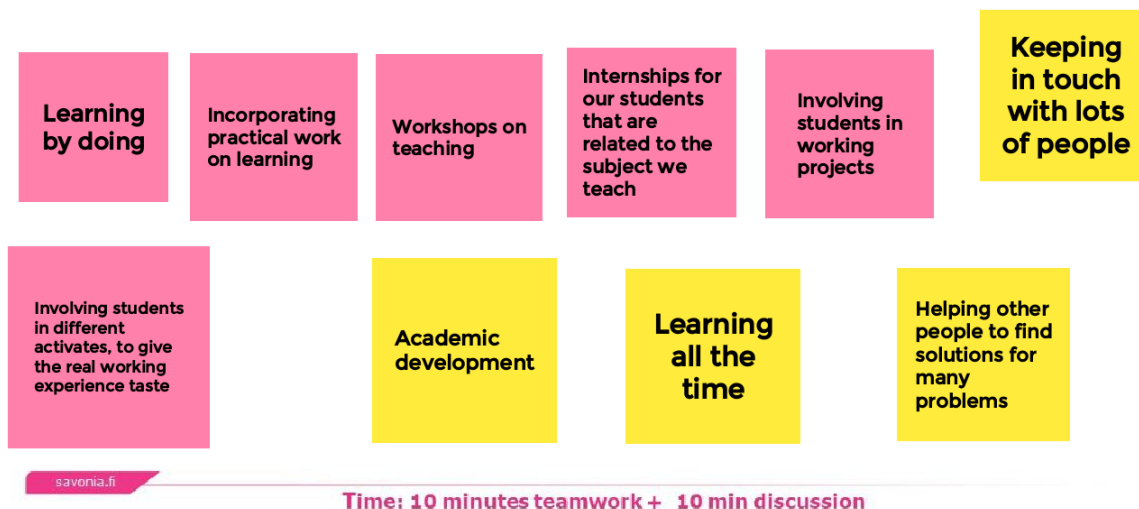 Learning
by doing
Incorporating
practical work
on learning
Workshops on
teaching
Internships for
our students
that are
related to the
subject we
teach
Involving
students in
working
projects
Keeping
in touch
with lots
of people
Involving students
in different
activates, to give
the real working
experience taste
Academic
development
Learning
all the
time
Helping other
people to find
solutions for
many
problems
savonia.fi
Time: 10 minutes teamwork + 10 min discussion